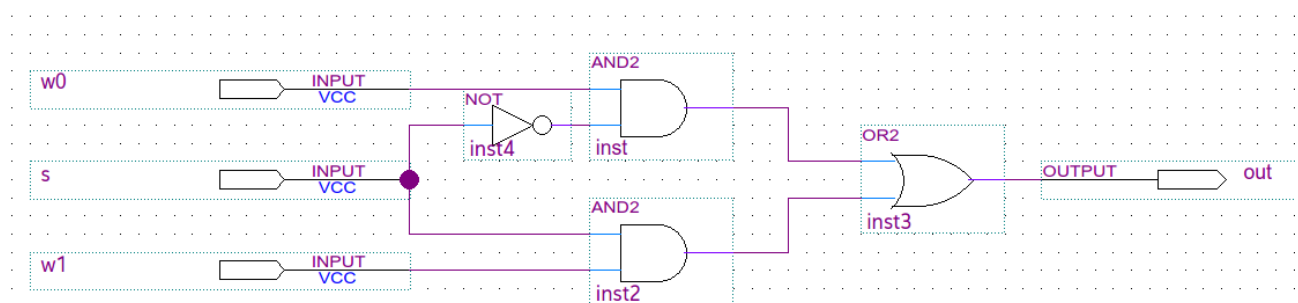 AND2
w0
INPUT
VCC
NOT
inst4
inst
OR2
s
INPUT
VCC
OUTPUT
out
AND2
inst3
w1
INPUT
VCC
inst2